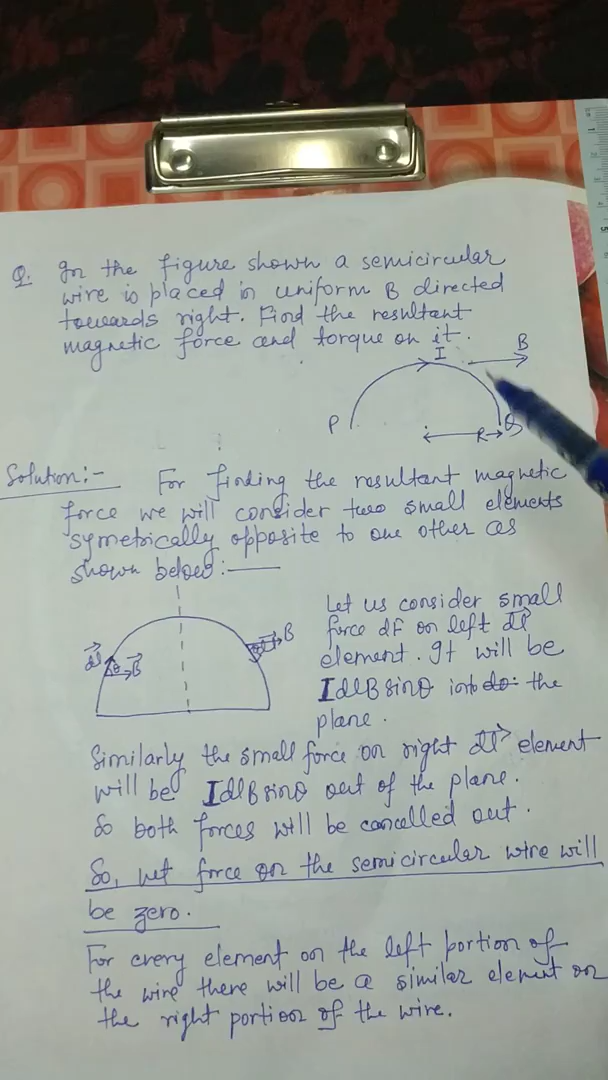 Q. In the figure shown a semicircular
wire is placed in uniform B directed
towards right. Find the resultant
magnetic force and torque on it.
I
B
P
R
Q
Solution:-
For finding the resultant magnetic
force we will consider two small elements
symetrically opposite to one other as
shown below:-
dl
θ
B
B
Let us consider small
force dF on left dl
element. It will be
IdlB sinθ into the
plane.
Similarly the small force on right dl element
will be IdlB sinθ out of the plane.
So both forces will be cancelled out.
So, net force on the semicircular wire will
be zero.
For every element on the left portion of
the wire there will be a similar element on
the right portion of the wire.